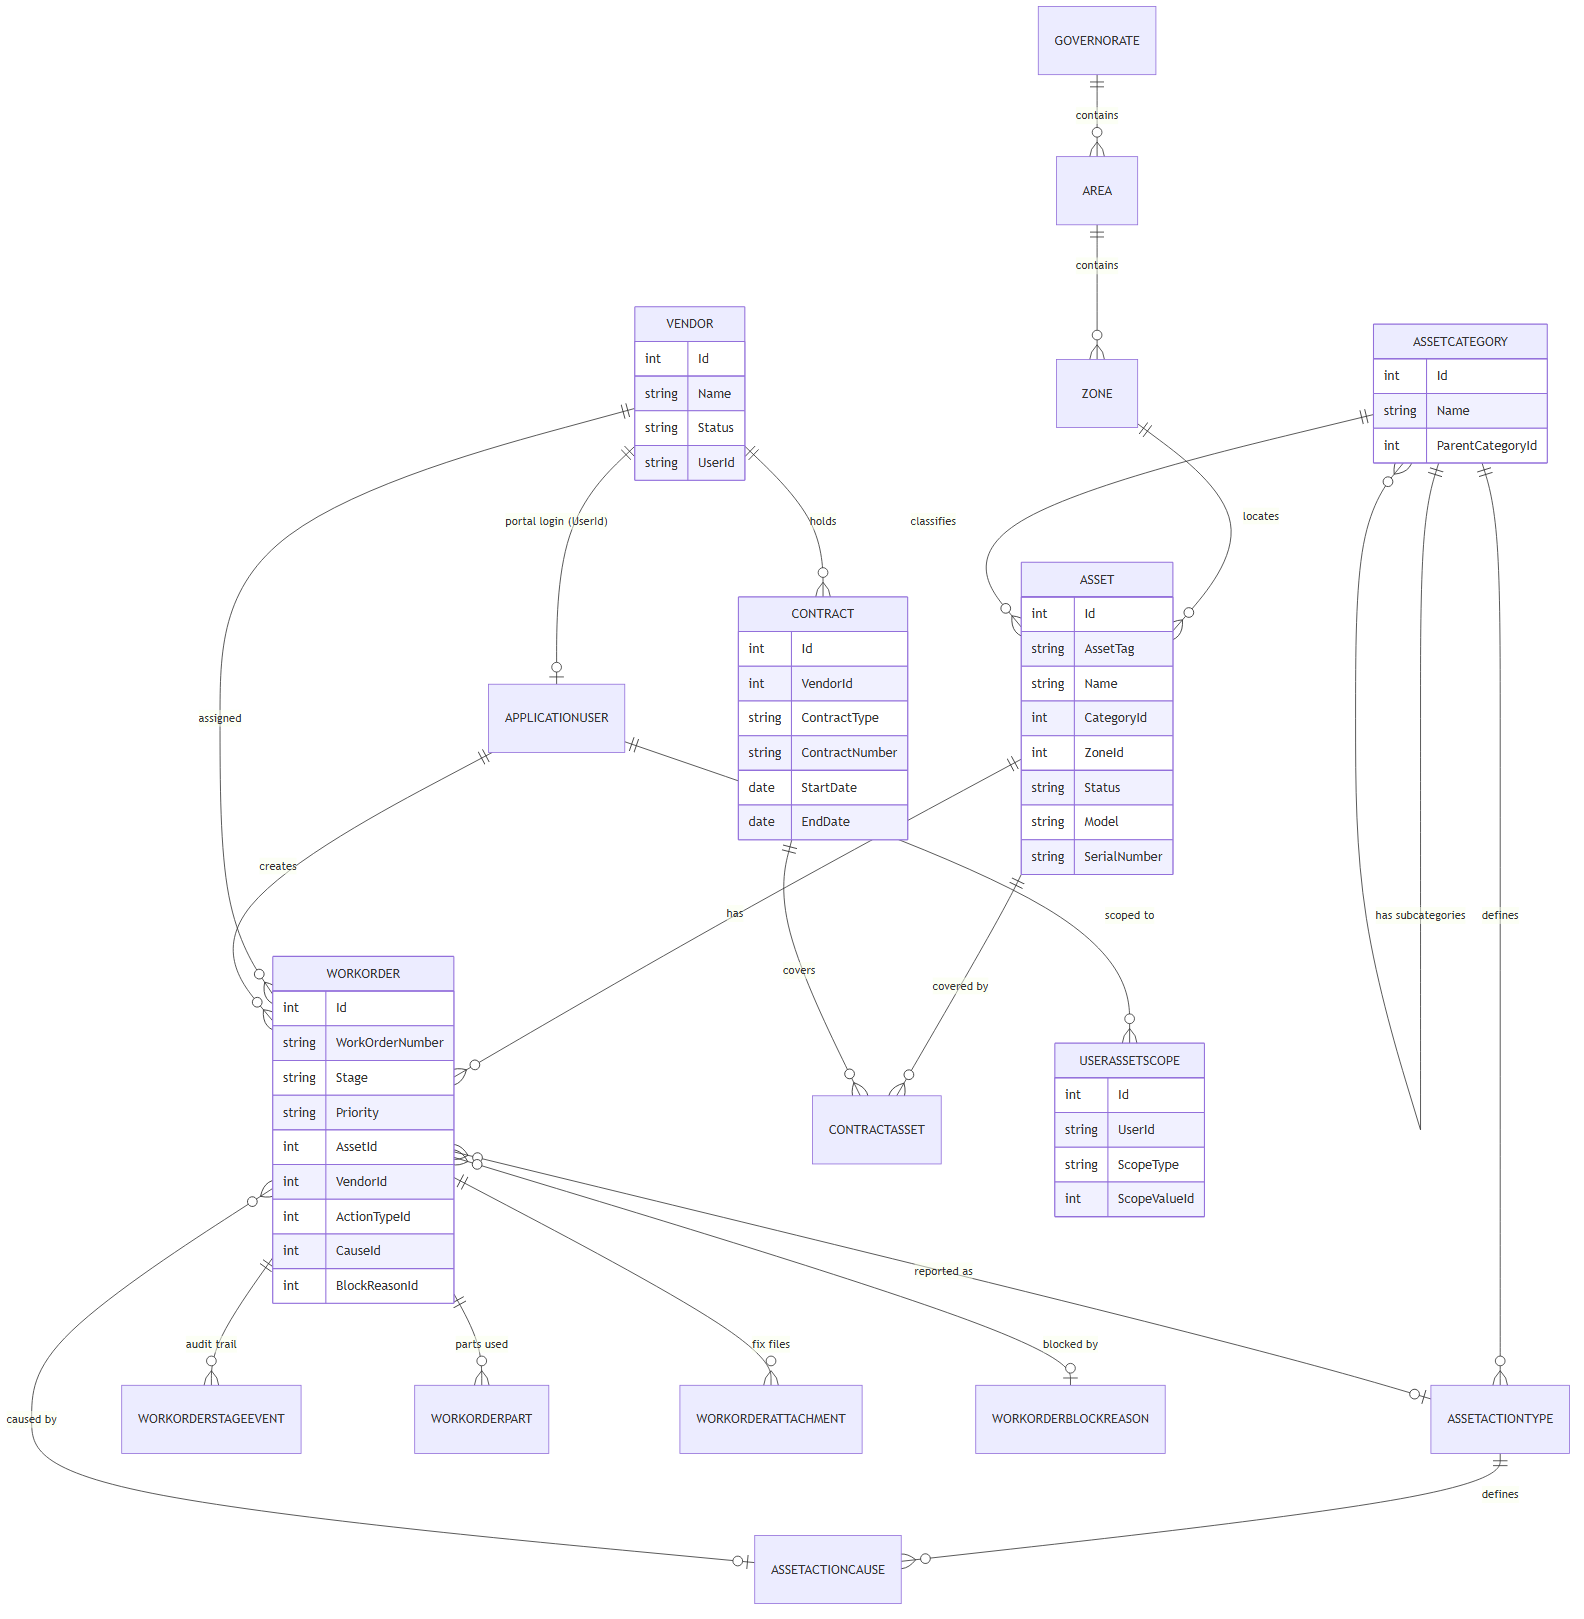 GOVERNORATE
contains
AREA
contains
ZONE
VENDOR
int Id
string Name
string Status
string UserId
ASSETCATEGORY
int Id
string Name
int ParentCategoryId
portal login (UserId)
holds
classifies
locates
ASSET
int Id
string AssetTag
string Name
int CategoryId
int ZoneId
string Status
string Model
string SerialNumber
CONTRACT
int Id
int VendorId
string ContractType
string ContractNumber
date StartDate
date EndDate
assigned
APPLICATIONUSER
creates
has
scoped to
has subcategories
defines
covers
covered by
WORKORDER
int Id
string WorkOrderNumber
string Stage
string Priority
int AssetId
int VendorId
int ActionTypeId
int CauseId
int BlockReasonId
CONTRACTASSET
USERASSETSCOPE
int Id
string UserId
string ScopeType
int ScopeValueId
reported as
audit trail
parts used
fix files
blocked by
caused by
WORKORDERSTAGEEVENT
WORKORDERPART
WORKORDERATTACHMENT
WORKORDERBLOCKREASON
ASSETACTIONTYPE
defines
ASSETACTIONCAUSE